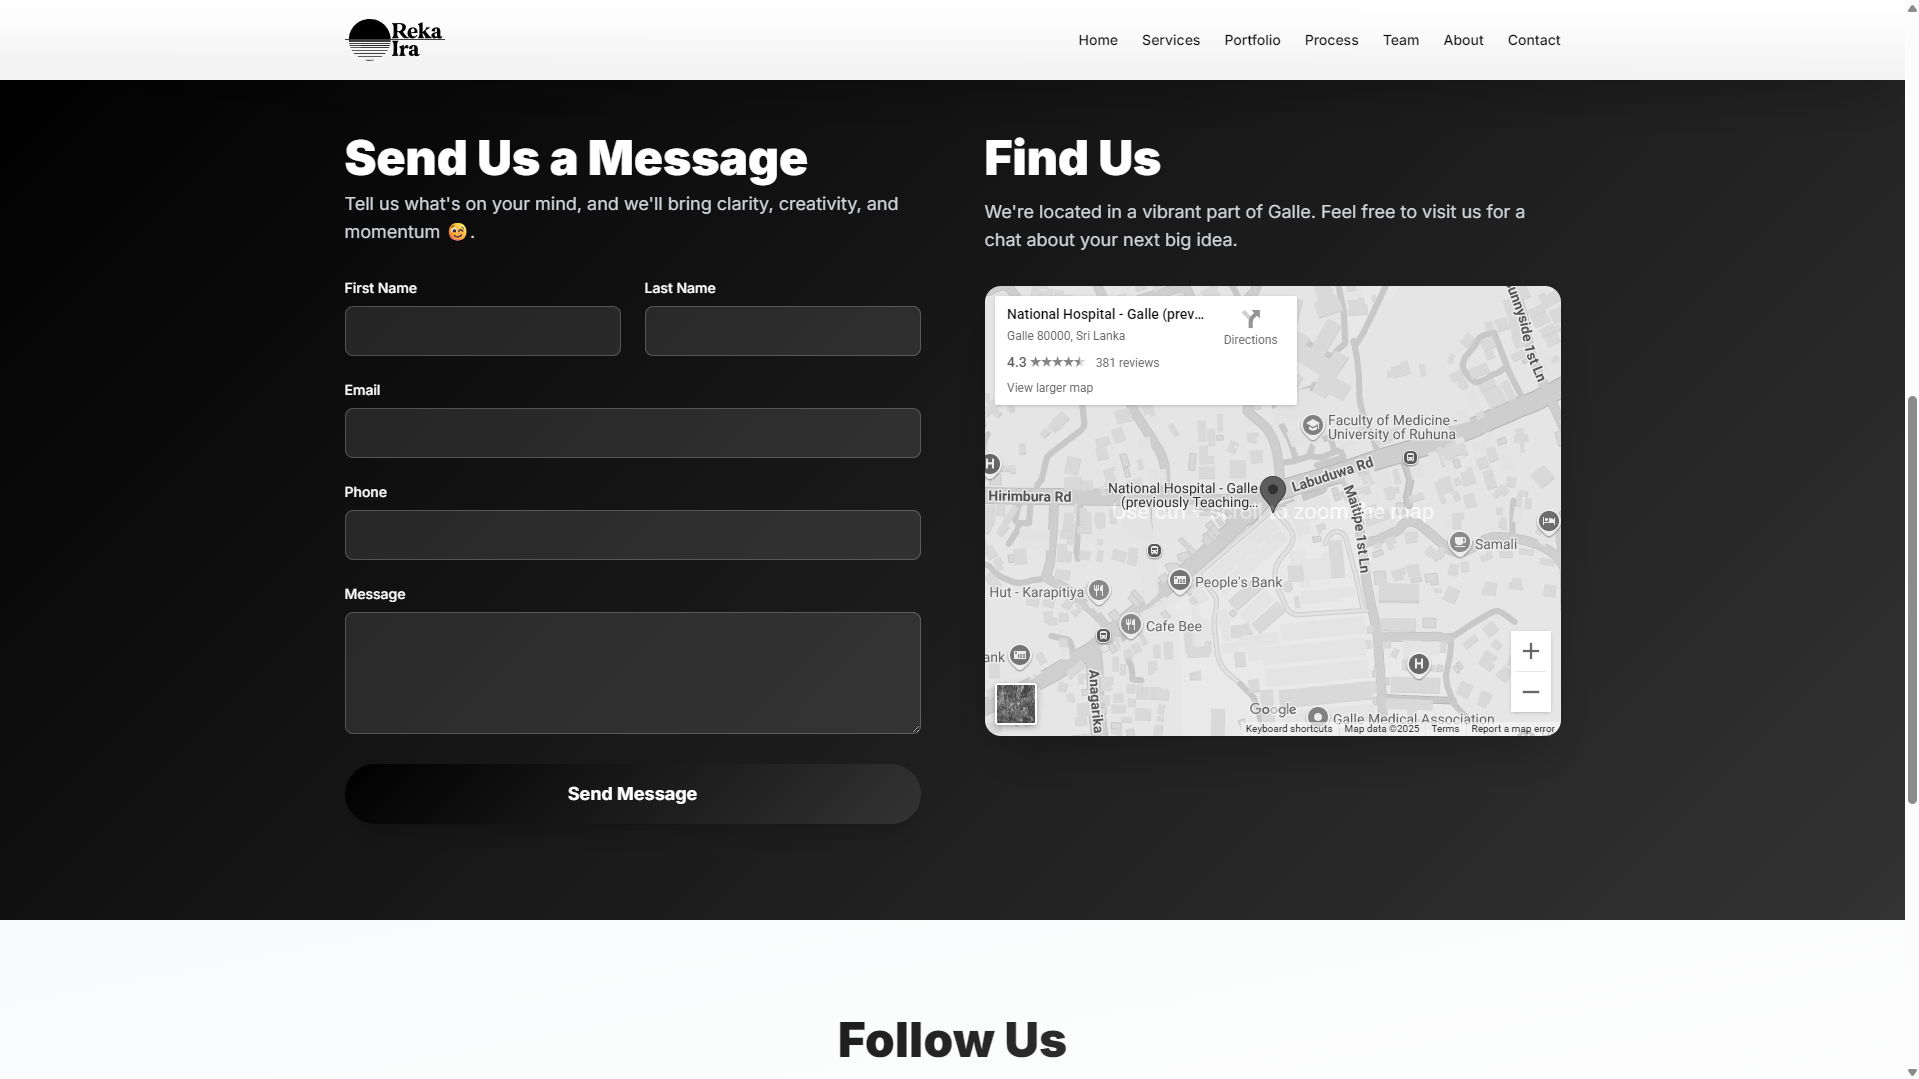 Reka
Ira
Home
Services
Portfolio
Process
Team
About
Contact
Send Us a Message
Tell us what's on your mind, and we'll bring clarity, creativity, and
momentum 😋.
First Name
Last Name
Email
Phone
Message
Send Message
Find Us
We're located in a vibrant part of Galle. Feel free to visit us for a
chat about your next big idea.
National Hospital - Galle (prev...
Galle 80000, Sri Lanka
4.3
381 reviews
View larger map
Directions
unnyside 1st Ln
Faculty of Medicine -
University of Ruhuna
H
Labuduwa Rd
National Hospital - Galle
(previously Teaching...
Hirimbura Rd
Use ctrl + scroll to zoom the map
Maitipe 1st Ln
Samali
People's Bank
Hut - Karapitiya
Cafe Bee
ank
H
Anagarika
Google
Galle Medical Association
Keyboard shortcuts
Map data ©2025
Terms
Report a map error
Follow Us